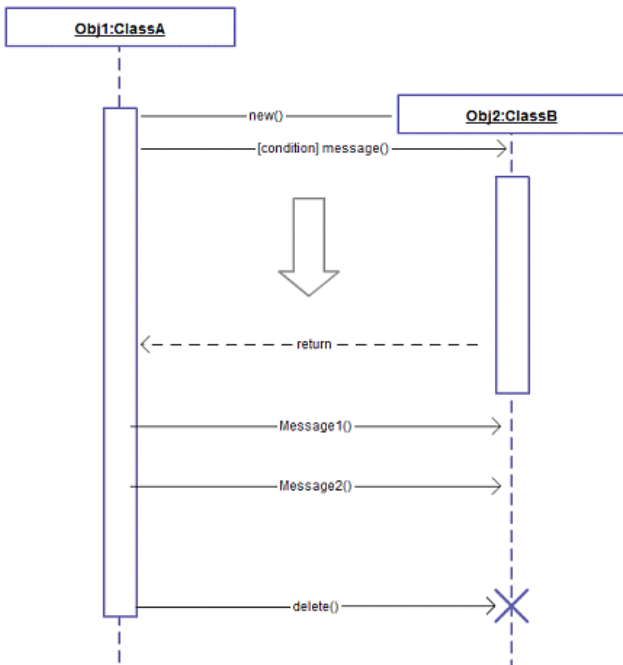 Obj1:ClassA
new()
Obj2:ClassB
[condition] message()
return
Message1()
Message2()
delete()